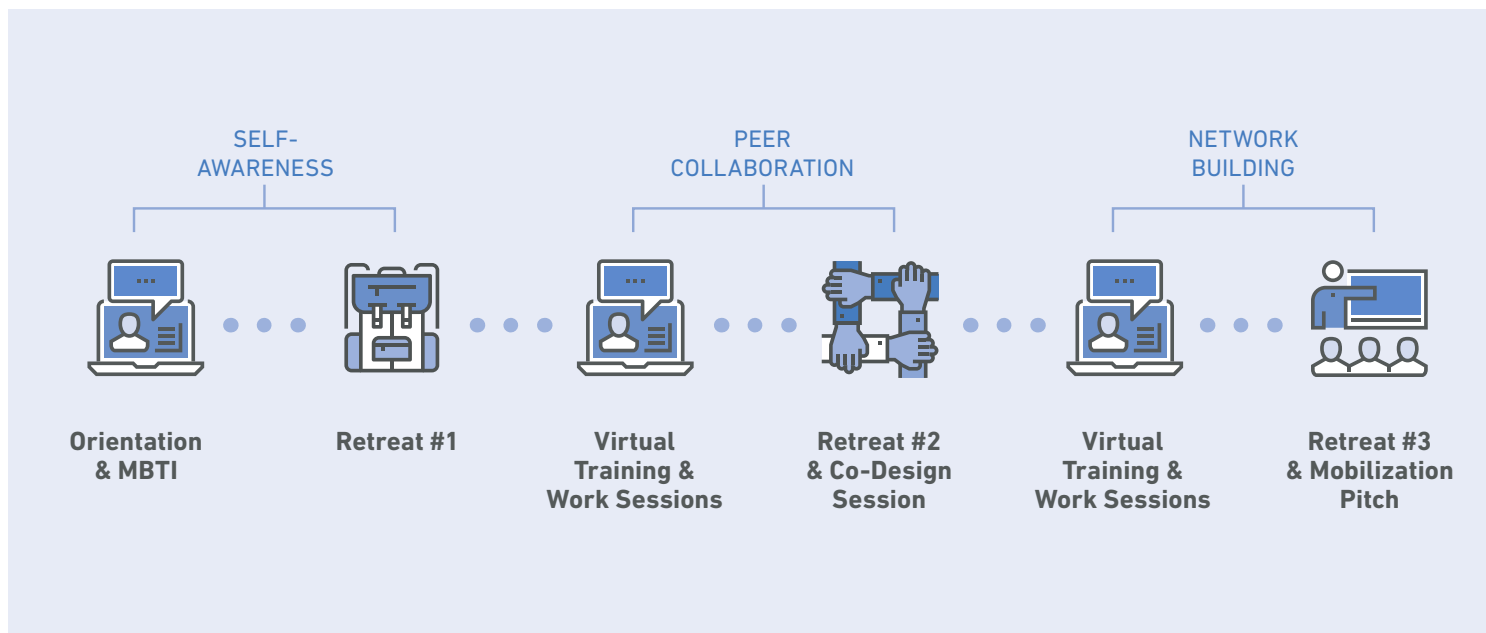 SELF-
AWARENESS
PEER
COLLABORATION
NETWORK
BUILDING
Orientation
& MBTI
Retreat #1
Virtual
Training &
Work Sessions
Retreat #2
& Co-Design
Session
Virtual
Training &
Work Sessions
Retreat #3
& Mobilization
Pitch